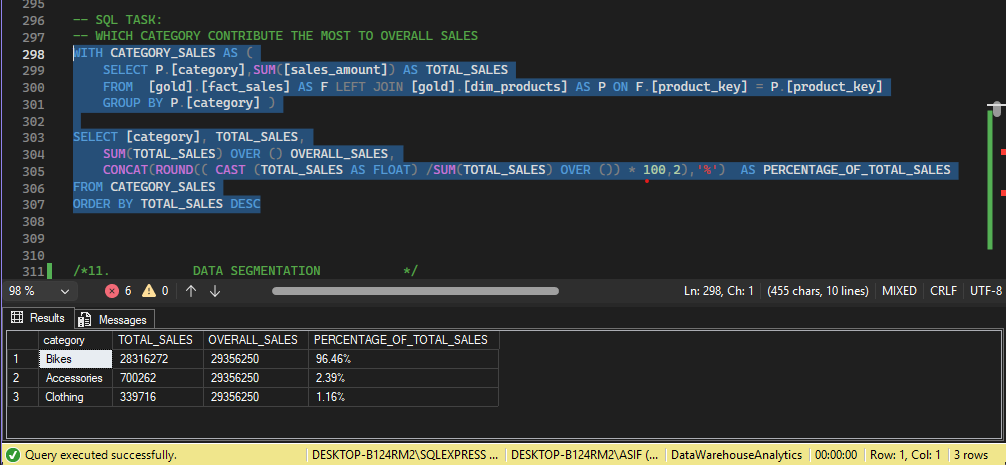 295
296 -- SQL TASK:
297 -- WHICH CATEGORY CONTRIBUTE THE MOST TO OVERALL SALES
298 WITH CATEGORY_SALES AS (
299 SELECT P.[category],SUM([sales_amount]) AS TOTAL_SALES
300 FROM [gold].[fact_sales] AS F LEFT JOIN [gold].[dim_products] AS P ON F.[product_key] = P.[product_key]
301 GROUP BY P.[category] )
302
303 SELECT [category], TOTAL_SALES,
304 SUM(TOTAL_SALES) OVER () OVERALL_SALES,
305 CONCAT(ROUND(( CAST (TOTAL_SALES AS FLOAT) /SUM(TOTAL_SALES) OVER ()) * 100,2),'%') AS PERCENTAGE_OF_TOTAL_SALES
306 FROM CATEGORY_SALES
307 ORDER BY TOTAL_SALES DESC
308
309
310
311 /*11. DATA SEGMENTATION */
98 % 6 0 Ln: 298, Ch: 1 (455 chars, 10 lines) MIXED CRLF UTF-8
Results Messages
category TOTAL_SALES OVERALL_SALES PERCENTAGE_OF_TOTAL_SALES
1 Bikes 28316272 29356250 96.46%
2 Accessories 700262 29356250 2.39%
3 Clothing 339716 29356250 1.16%
Query executed successfully. DESKTOP-B124RM2\SQLEXPRESS ... DESKTOP-B124RM2\ASIF (... DataWarehouseAnalytics 00:00:00 Row: 1, Col: 1 3 rows